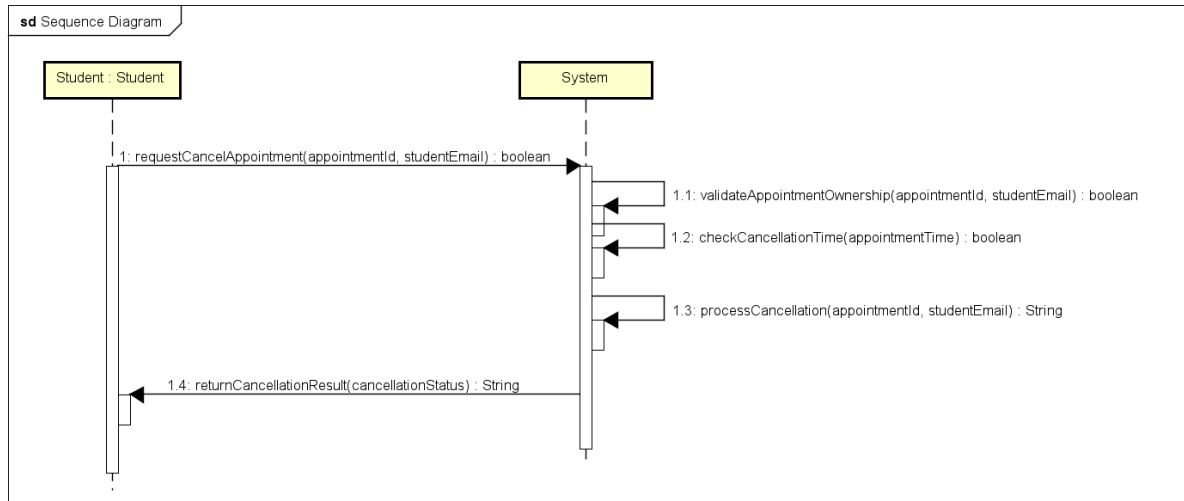 sd Sequence Diagram
Student : Student
System
1: requestCancelAppointment(appointmentId, studentEmail) : boolean
1.1: validateAppointmentOwnership(appointmentId, studentEmail) : boolean
1.2: checkCancellationTime(appointmentTime) : boolean
1.3: processCancellation(appointmentId, studentEmail) : String
1.4: returnCancellationResult(cancellationStatus) : String